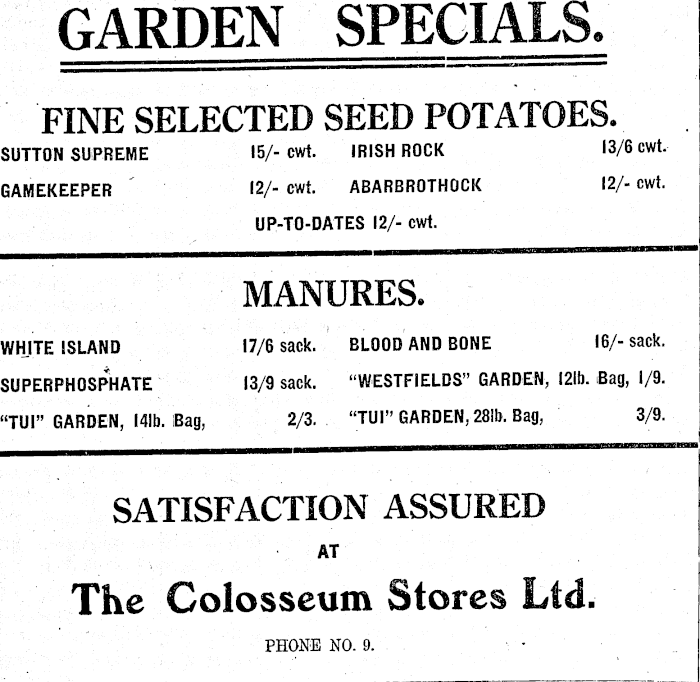 GARDEN SPECIALS.
FINE SELECTED SEED POTATOES.
SUTTON SUPREME 15/- cwt. IRISH ROCK 13/6 cwt.
GAMEKEEPER 12/- cwt. ABARBROTHOCK 12/- cwt.
UP-TO-DATES 12/- cwt.
MANURES.
WHITE ISLAND 17/6 sack. BLOOD AND BONE 16/- sack.
SUPERPHOSPHATE 13/9 sack. "WESTFIELDS" GARDEN, 12lb. Bag, 1/9.
"TUI" GARDEN, 14lb. Bag, 2/3. "TUI" GARDEN, 28lb. Bag, 3/9.
SATISFACTION ASSURED
AT
The Colosseum Stores Ltd.
PHONE NO. 9.